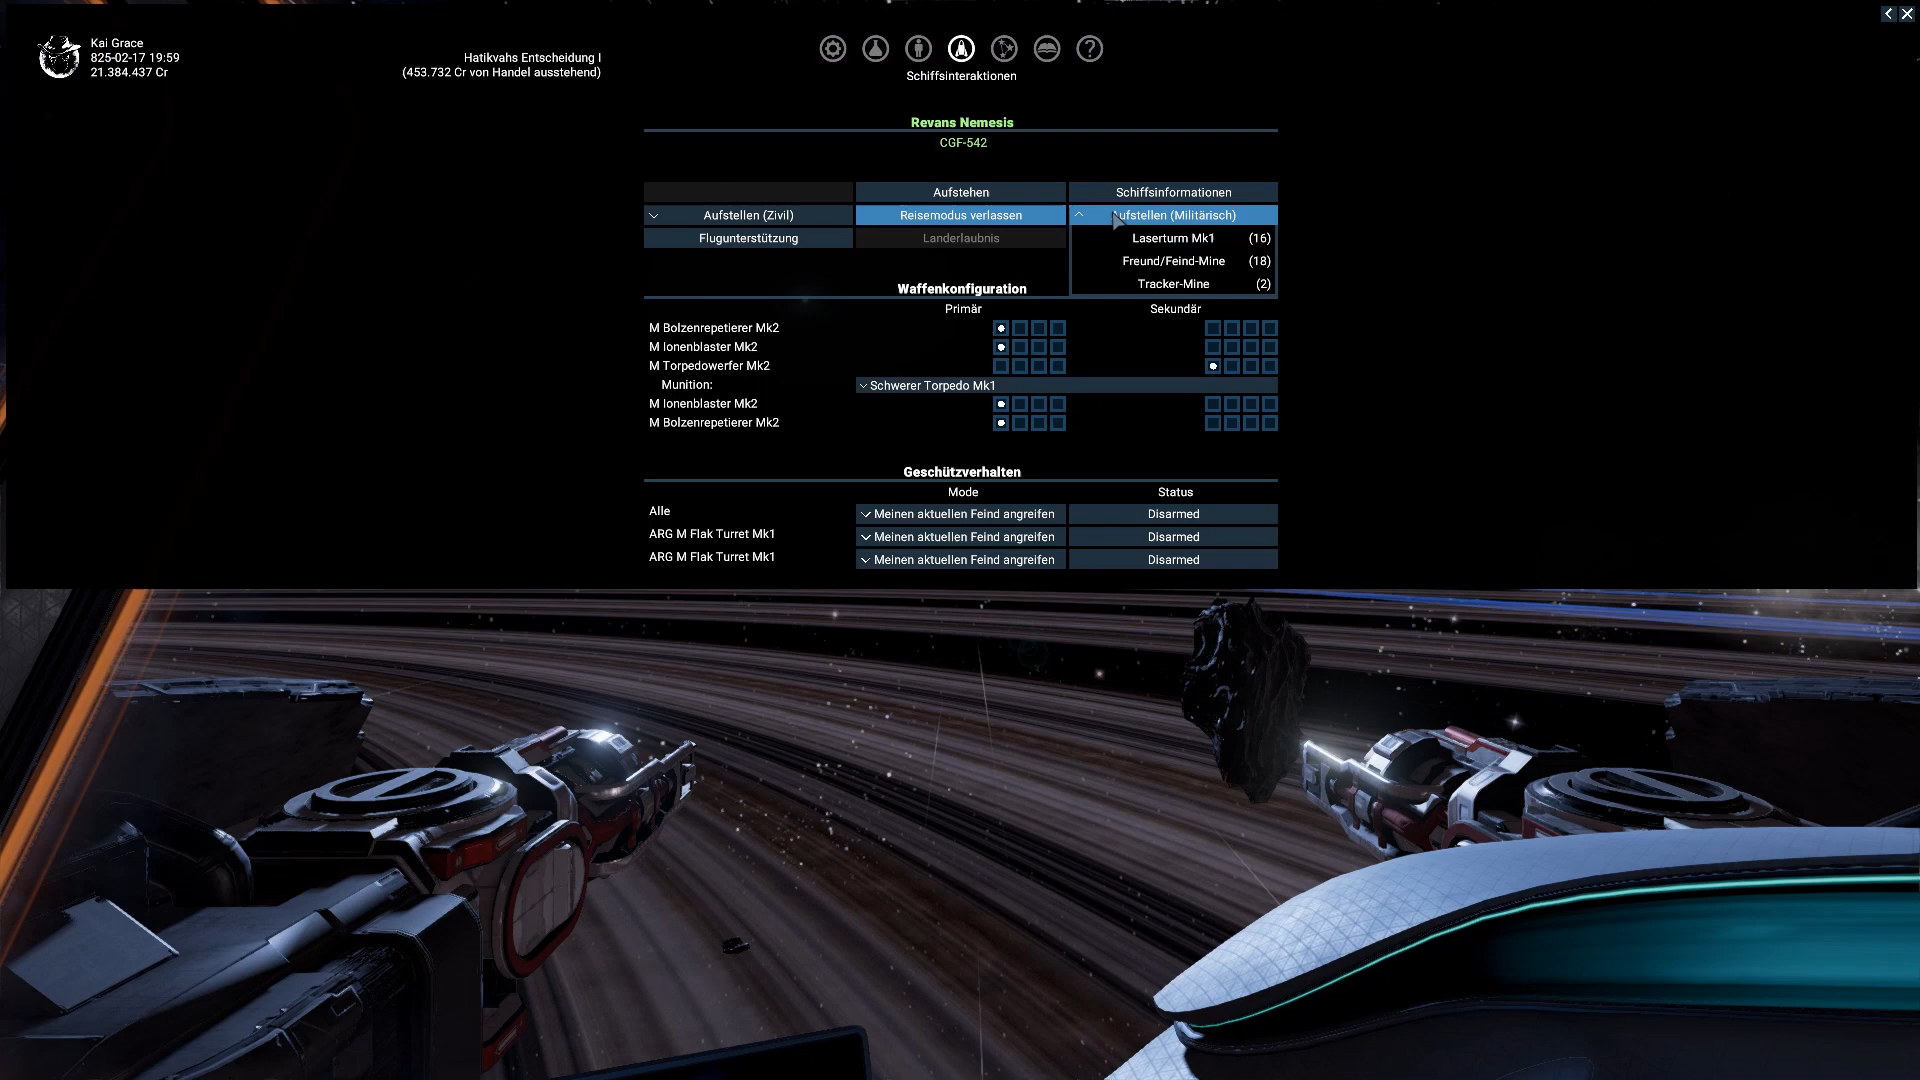 Kai Grace
825-02-17 19:59
21.384.437 Cr
Hatikvahs Entscheidung I
(453.732 Cr von Handel ausstehend)
Schiffsinteraktionen
Revans Nemesis
CGF-542
Aufstehen
Schiffsinformationen
Aufstellen (Zivil)
Reisemodus verlassen
ufstellen (Militärisch)
Flugunterstützung
Landerlaubnis
Laserturm Mk1 (16)
Freund/Feind-Mine (18)
Tracker-Mine (2)
Waffenkonfiguration
Primär
Sekundär
M Bolzenrepetierer Mk2
M Ionenblaster Mk2
M Torpedowerfer Mk2
Munition:
Schwerer Torpedo Mk1
M Ionenblaster Mk2
M Bolzenrepetierer Mk2
Geschützverhalten
Mode
Status
Alle
Meinen aktuellen Feind angreifen
Disarmed
ARG M Flak Turret Mk1
Meinen aktuellen Feind angreifen
Disarmed
ARG M Flak Turret Mk1
Meinen aktuellen Feind angreifen
Disarmed